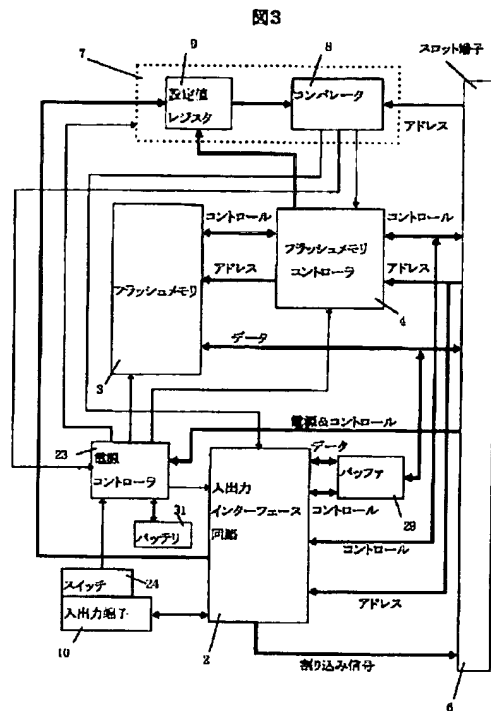 図3
スロット端子
7
9
8
設定値
レジスタ
コンパレータ
アドレス
コントロール
コントロール
フラッシュメモリ
コントローラ
フラッシュメモリ
アドレス
アドレス
4
データ
3
電源&コントロール
23
電源
コントローラ
データ
入出力
インターフェース
回路
バッファ
31
バッテリ
コントロール
29
コントロール
24
スイッチ
入出力端子
アドレス
10
2
割り込み信号
6